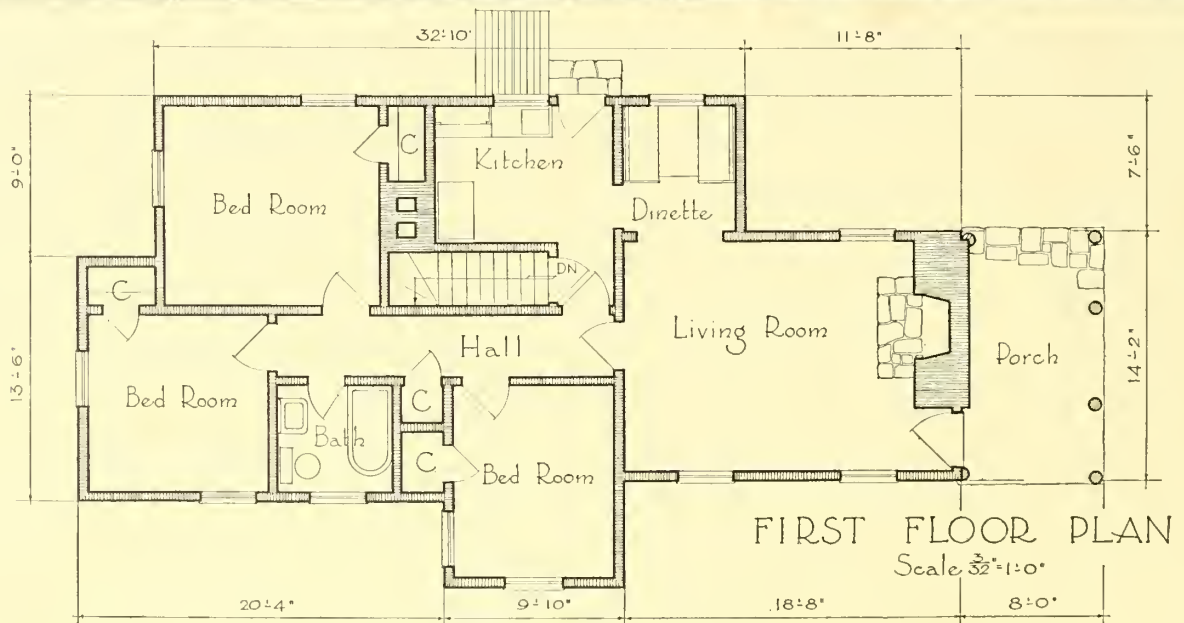 32'-10"
11'-8"
9'-0"
7'-6"
Kitchen
C
Bed Room
Dinette
DN
C
Living Room
Hall
Porch
13'-6"
14'-2"
Bed Room
C
Bath
C
Bed Room
FIRST FLOOR PLAN
Scale 3/32"=1'-0"
20'-4"
9'-10"
18'-8"
8'-0"